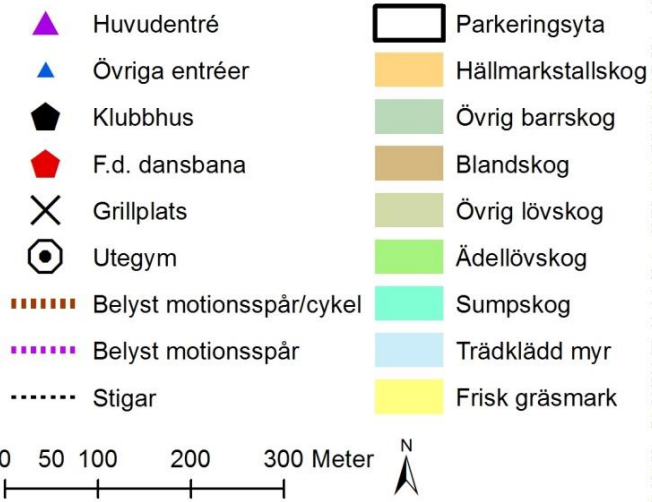 Huvudentré
Övriga entréer
Klubbhus
F.d. dansbana
Grillplats
Utegym
Belyst motionsspår/cykel
Belyst motionsspår
Stigar
Parkeringsyta
Hällmarkstallskog
Övrig barrskog
Blandskog
Övrig lövskog
Ädellövskog
Sumpskog
Trädklädd myr
Frisk gräsmark
0 50 100 200 300 Meter
N